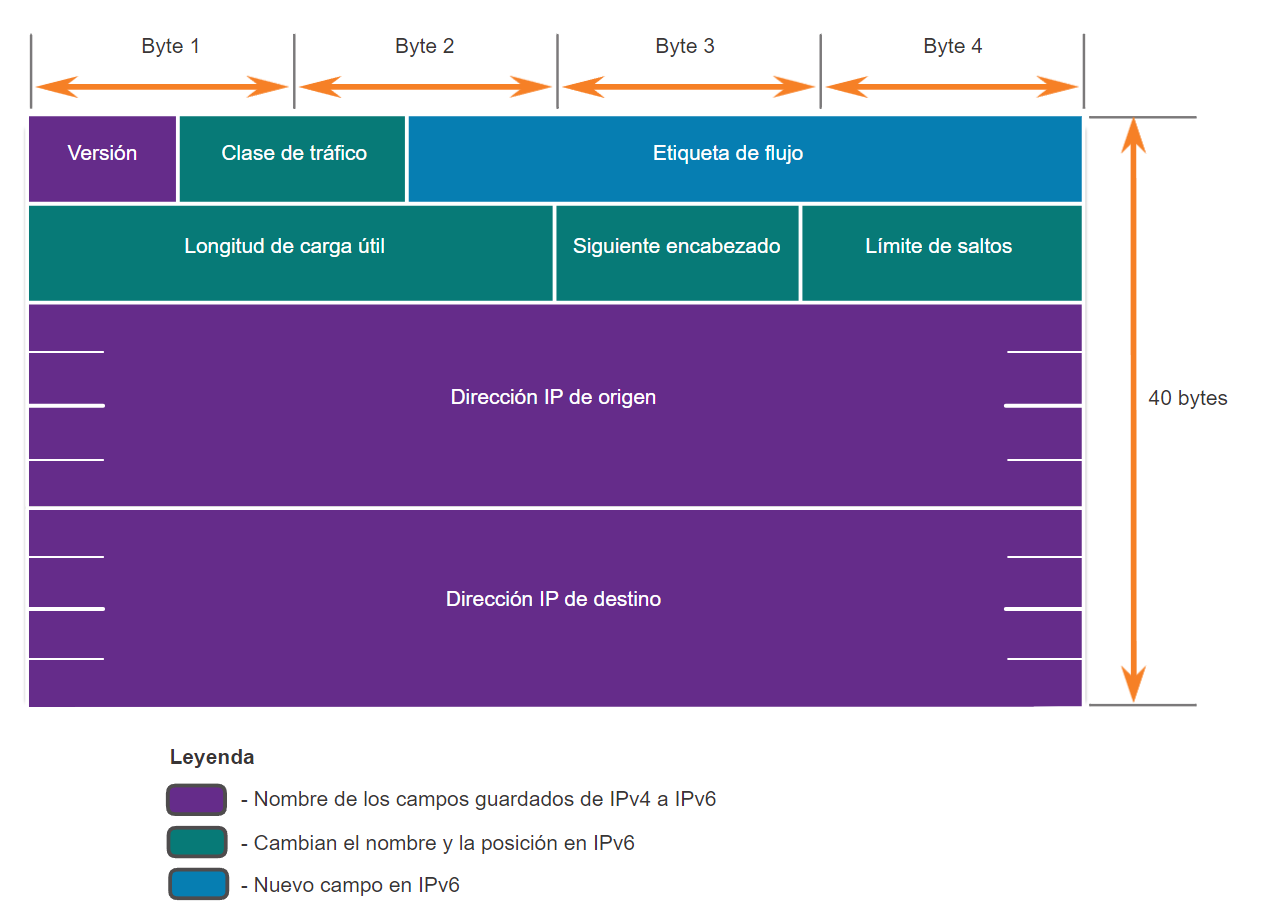 Byte 1 Byte 2 Byte 3 Byte 4
Versión Clase de tráfico Etiqueta de flujo
Longitud de carga útil Siguiente encabezado Límite de saltos
Dirección IP de origen
40 bytes
Dirección IP de destino
Leyenda
- Nombre de los campos guardados de IPv4 a IPv6
- Cambian el nombre y la posición en IPv6
- Nuevo campo en IPv6